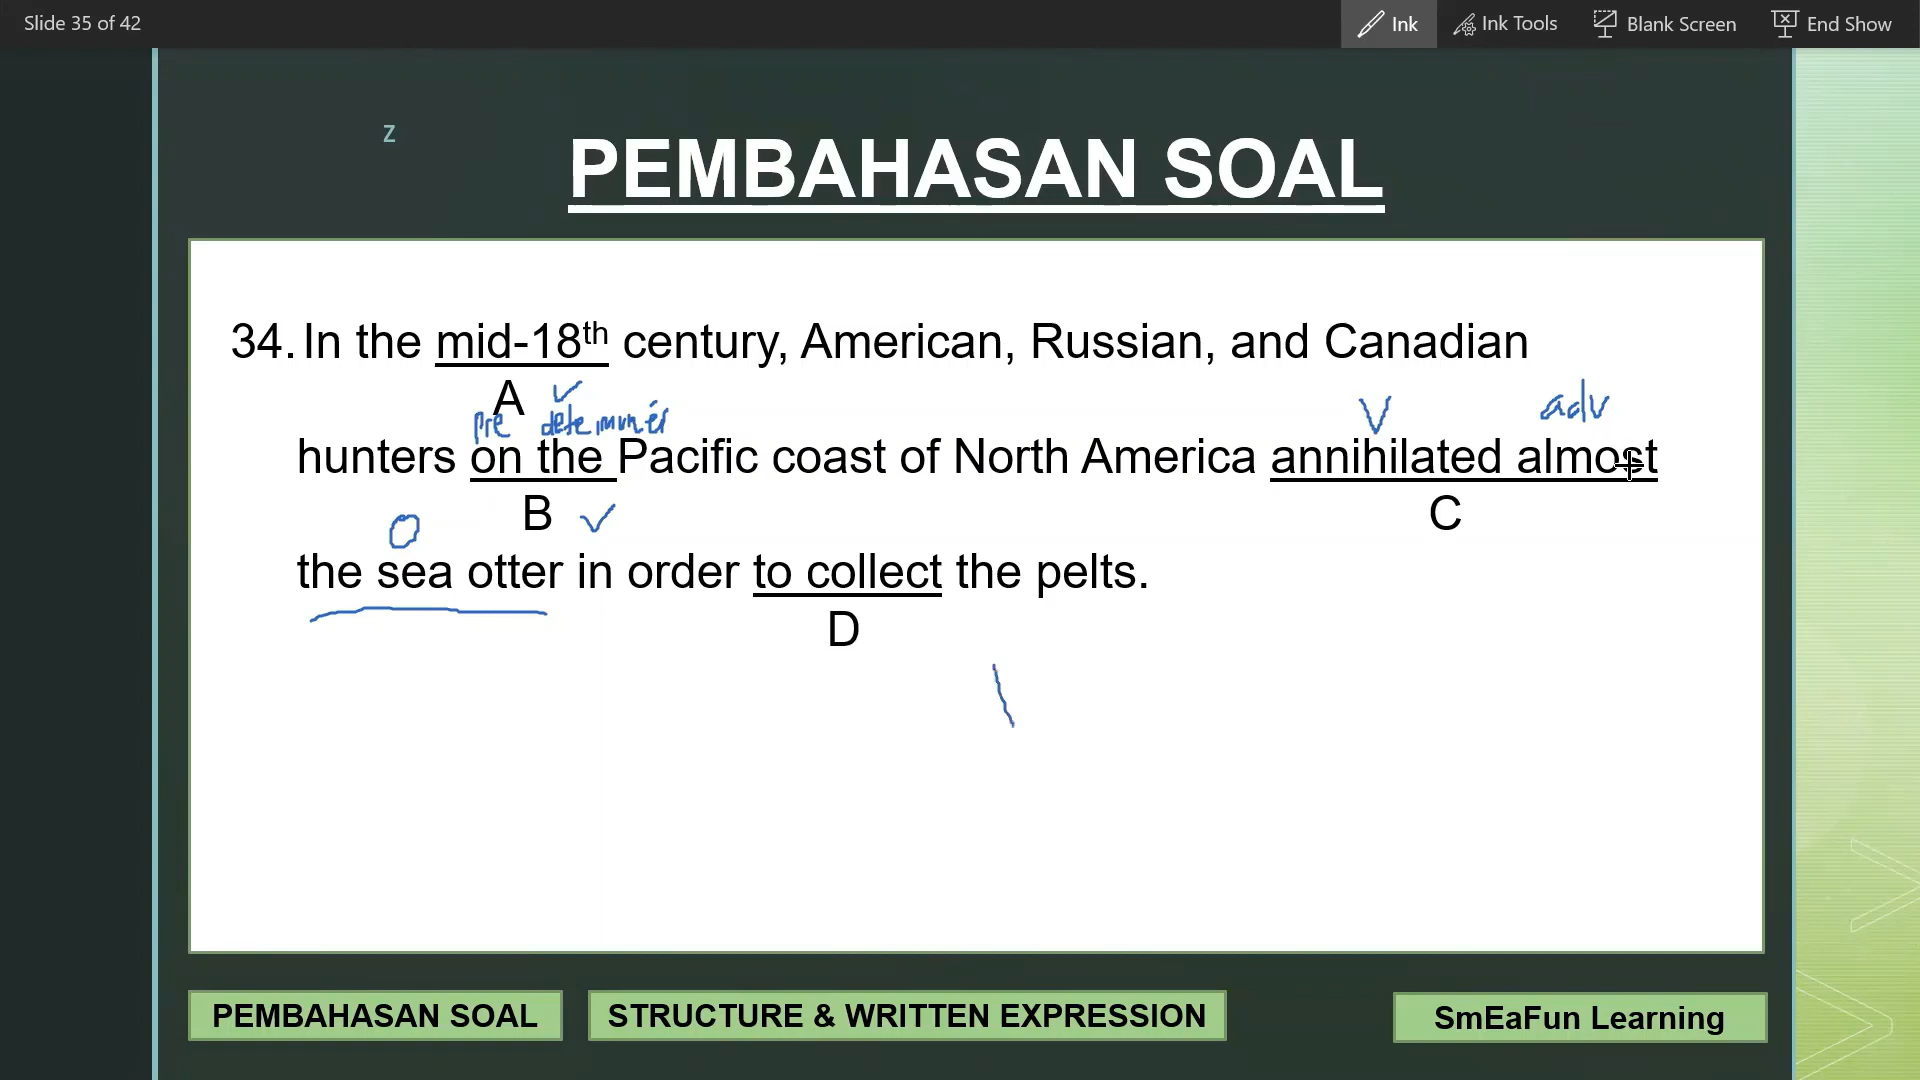 Slide 35 of 42
Ink
Ink Tools
Blank Screen
End Show
z
PEMBAHASAN SOAL
34. In the mid-18th century, American, Russian, and Canadian
A ✓
pre determiner V adv
hunters on the Pacific coast of North America annihilated almost
B ✓ C
O
the sea otter in order to collect the pelts.
D
PEMBAHASAN SOAL
STRUCTURE & WRITTEN EXPRESSION
SmEaFun Learning